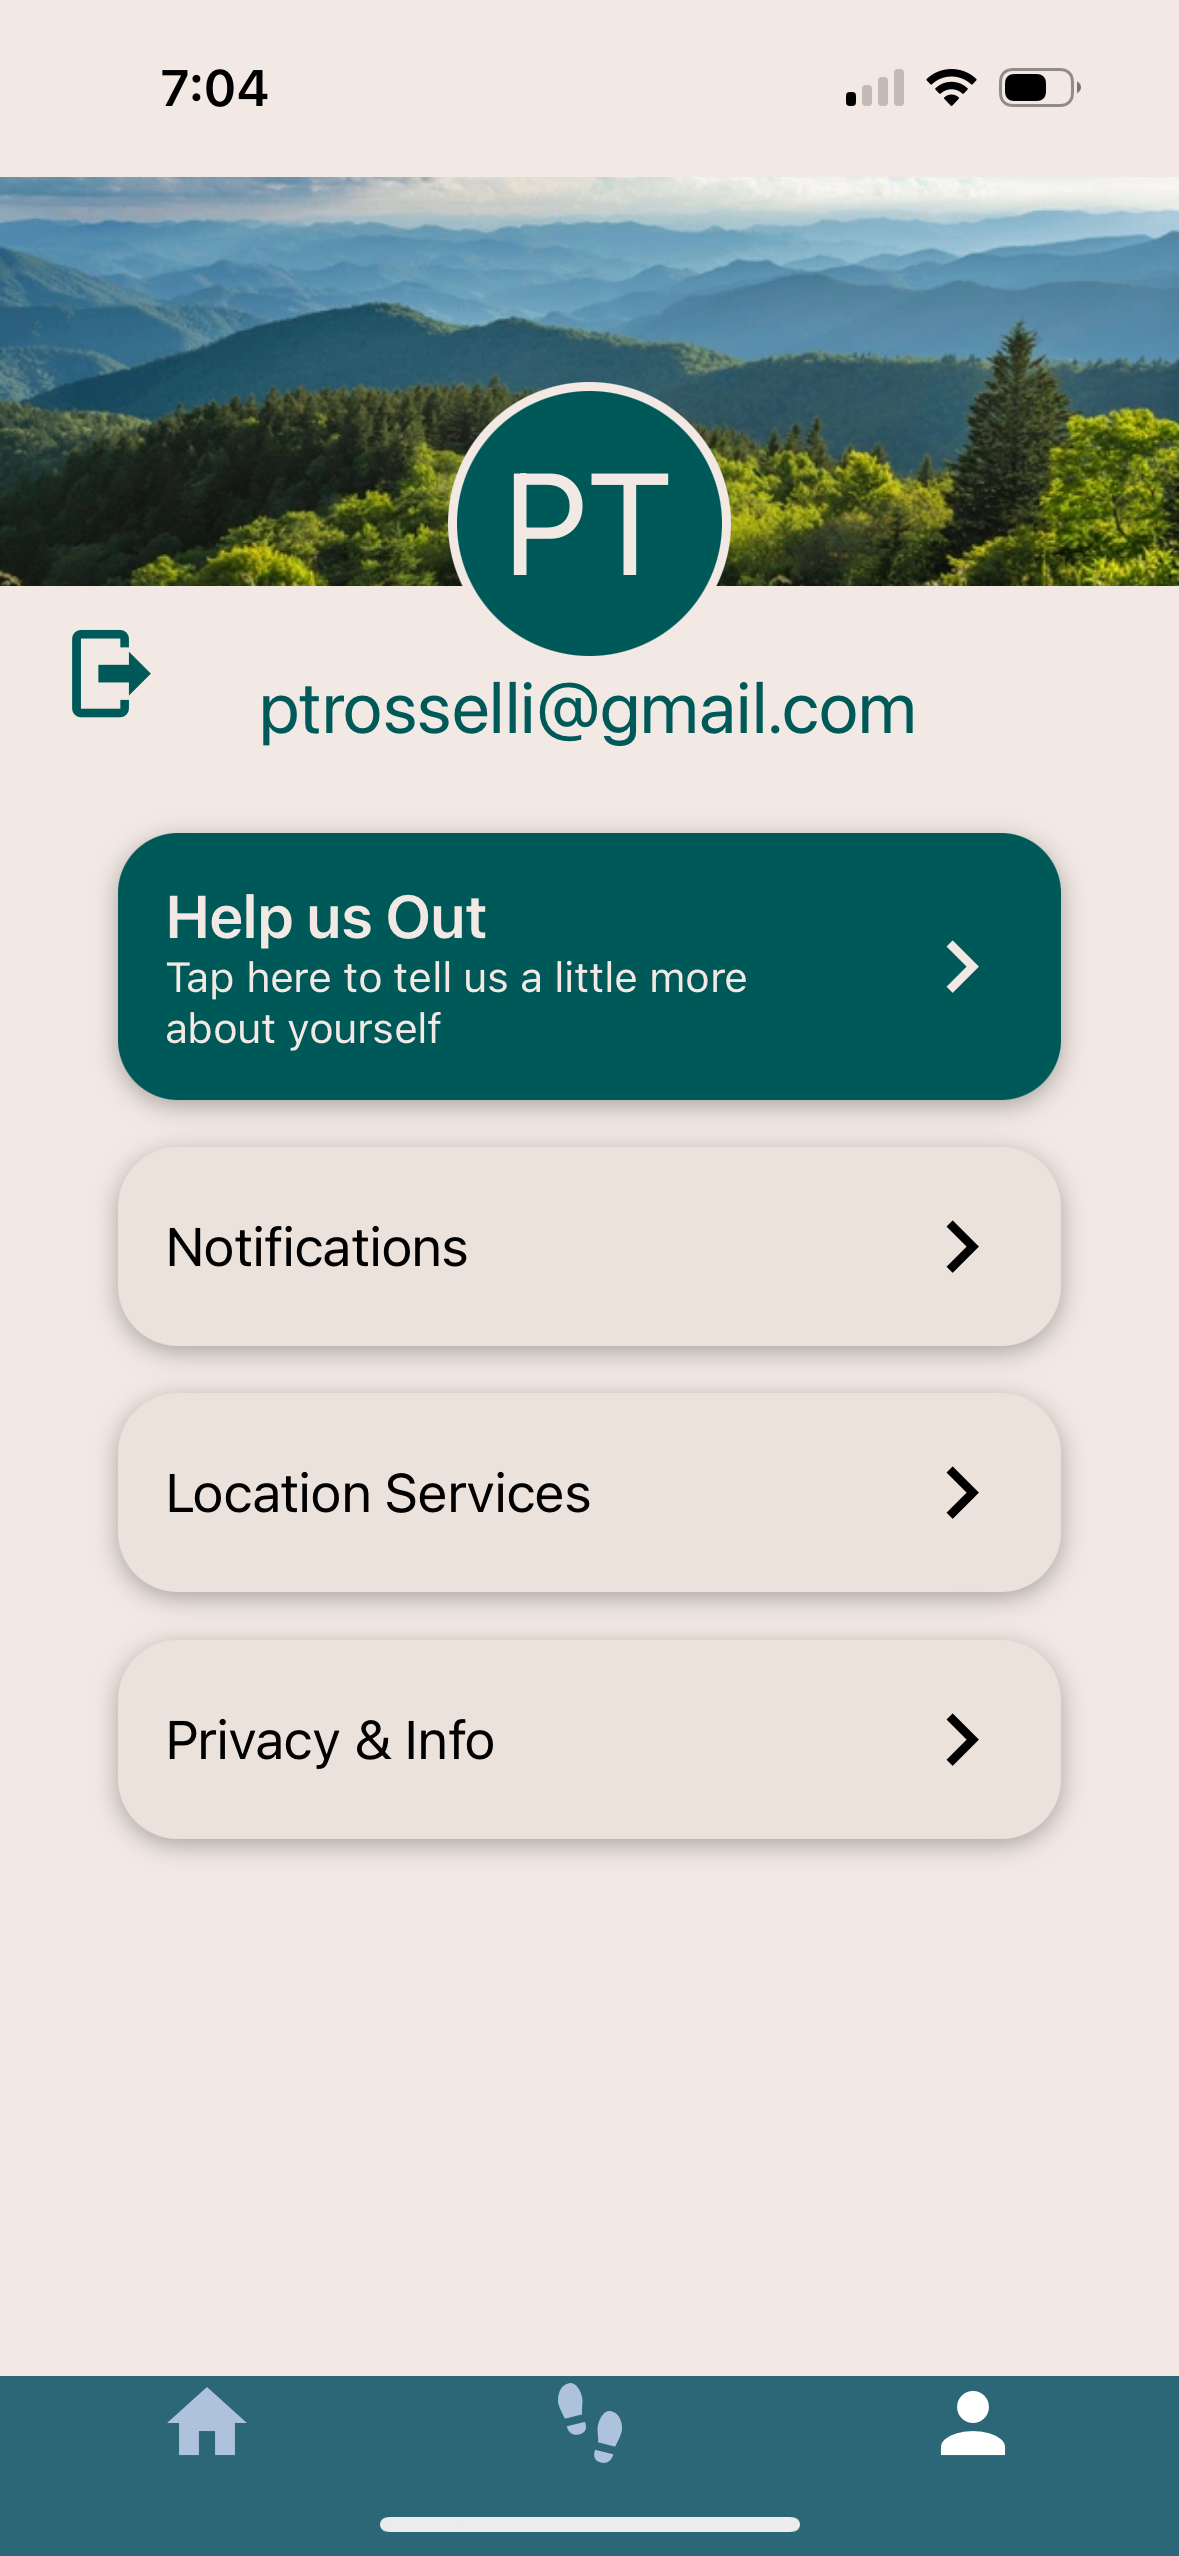 7:04
PT
ptrosselli@gmail.com
Help us Out
Tap here to tell us a little more
about yourself
Notifications
Location Services
Privacy & Info